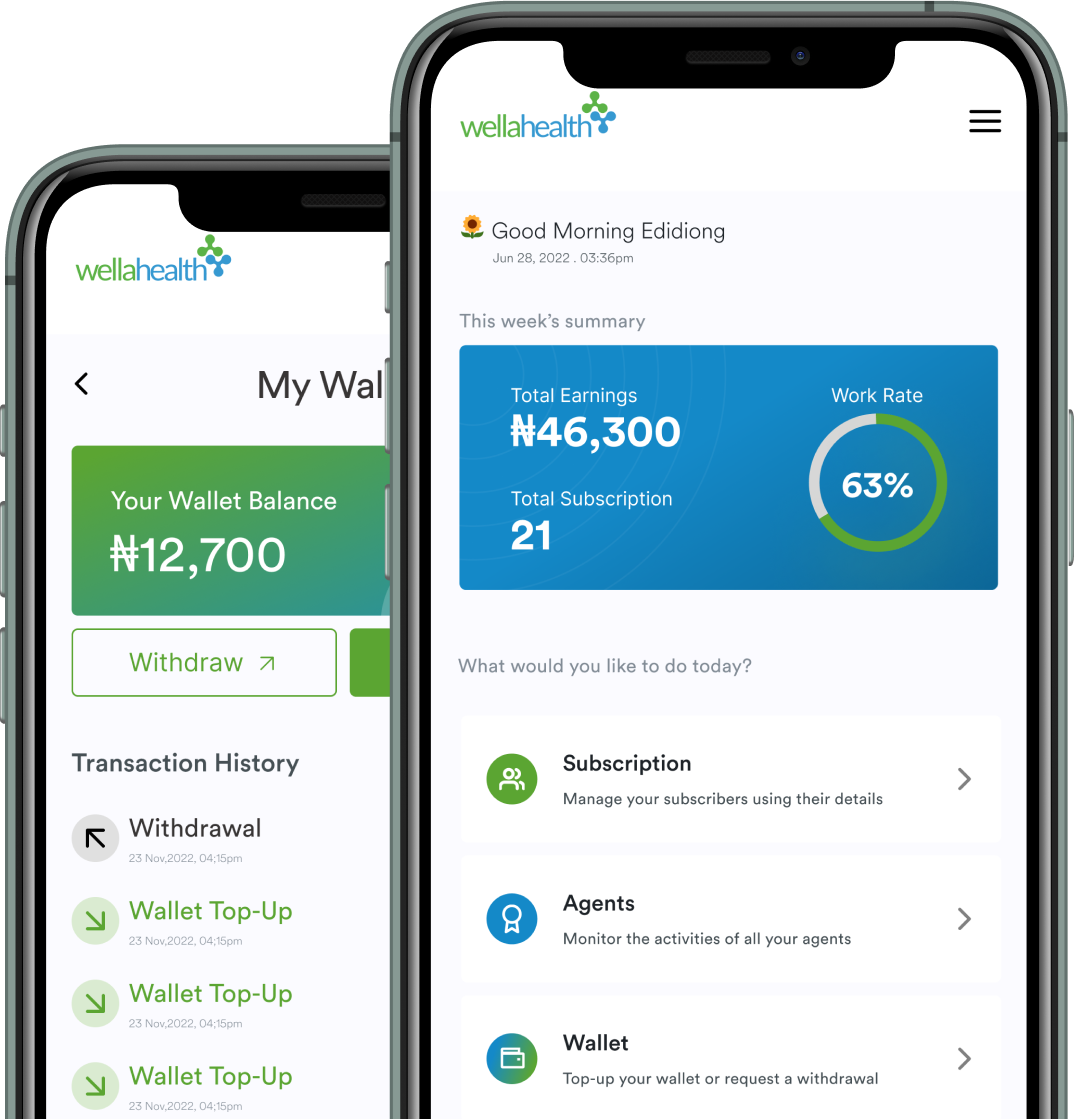 wellahealth
My Wal
Your Wallet Balance
₦12,700
Withdraw
Transaction History
Withdrawal
23 Nov,2022, 04;15pm
Wallet Top-Up
23 Nov,2022, 04;15pm
Wallet Top-Up
23 Nov,2022, 04;15pm
Wallet Top-Up
23 Nov,2022, 04;15pm
wellahealth
Good Morning Edidiong
Jun 28, 2022 . 03:36pm
This week’s summary
Total Earnings
₦46,300
Total Subscription
21
Work Rate
63%
What would you like to do today?
Subscription
Manage your subscribers using their details
Agents
Monitor the activities of all your agents
Wallet
Top-up your wallet or request a withdrawal